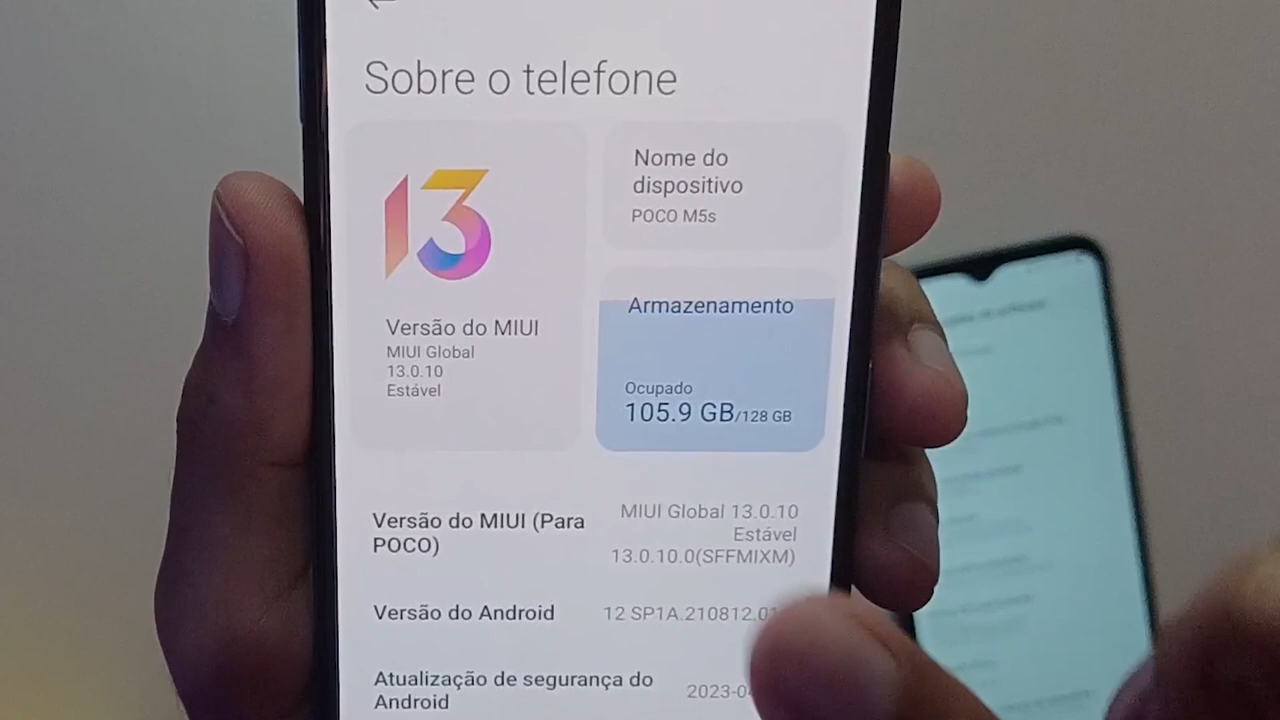 Sobre o telefone
13
Versão do MIUI
MIUI Global
13.0.10
Estável
Nome do
dispositivo
POCO M5s
Armazenamento
Ocupado
105.9 GB/128 GB
Versão do MIUI (Para
POCO)
MIUI Global 13.0.10
Estável
13.0.10.0(SFFMIXM)
Versão do Android
12 SP1A.210812.01
Atualização de segurança do
Android
2023-0